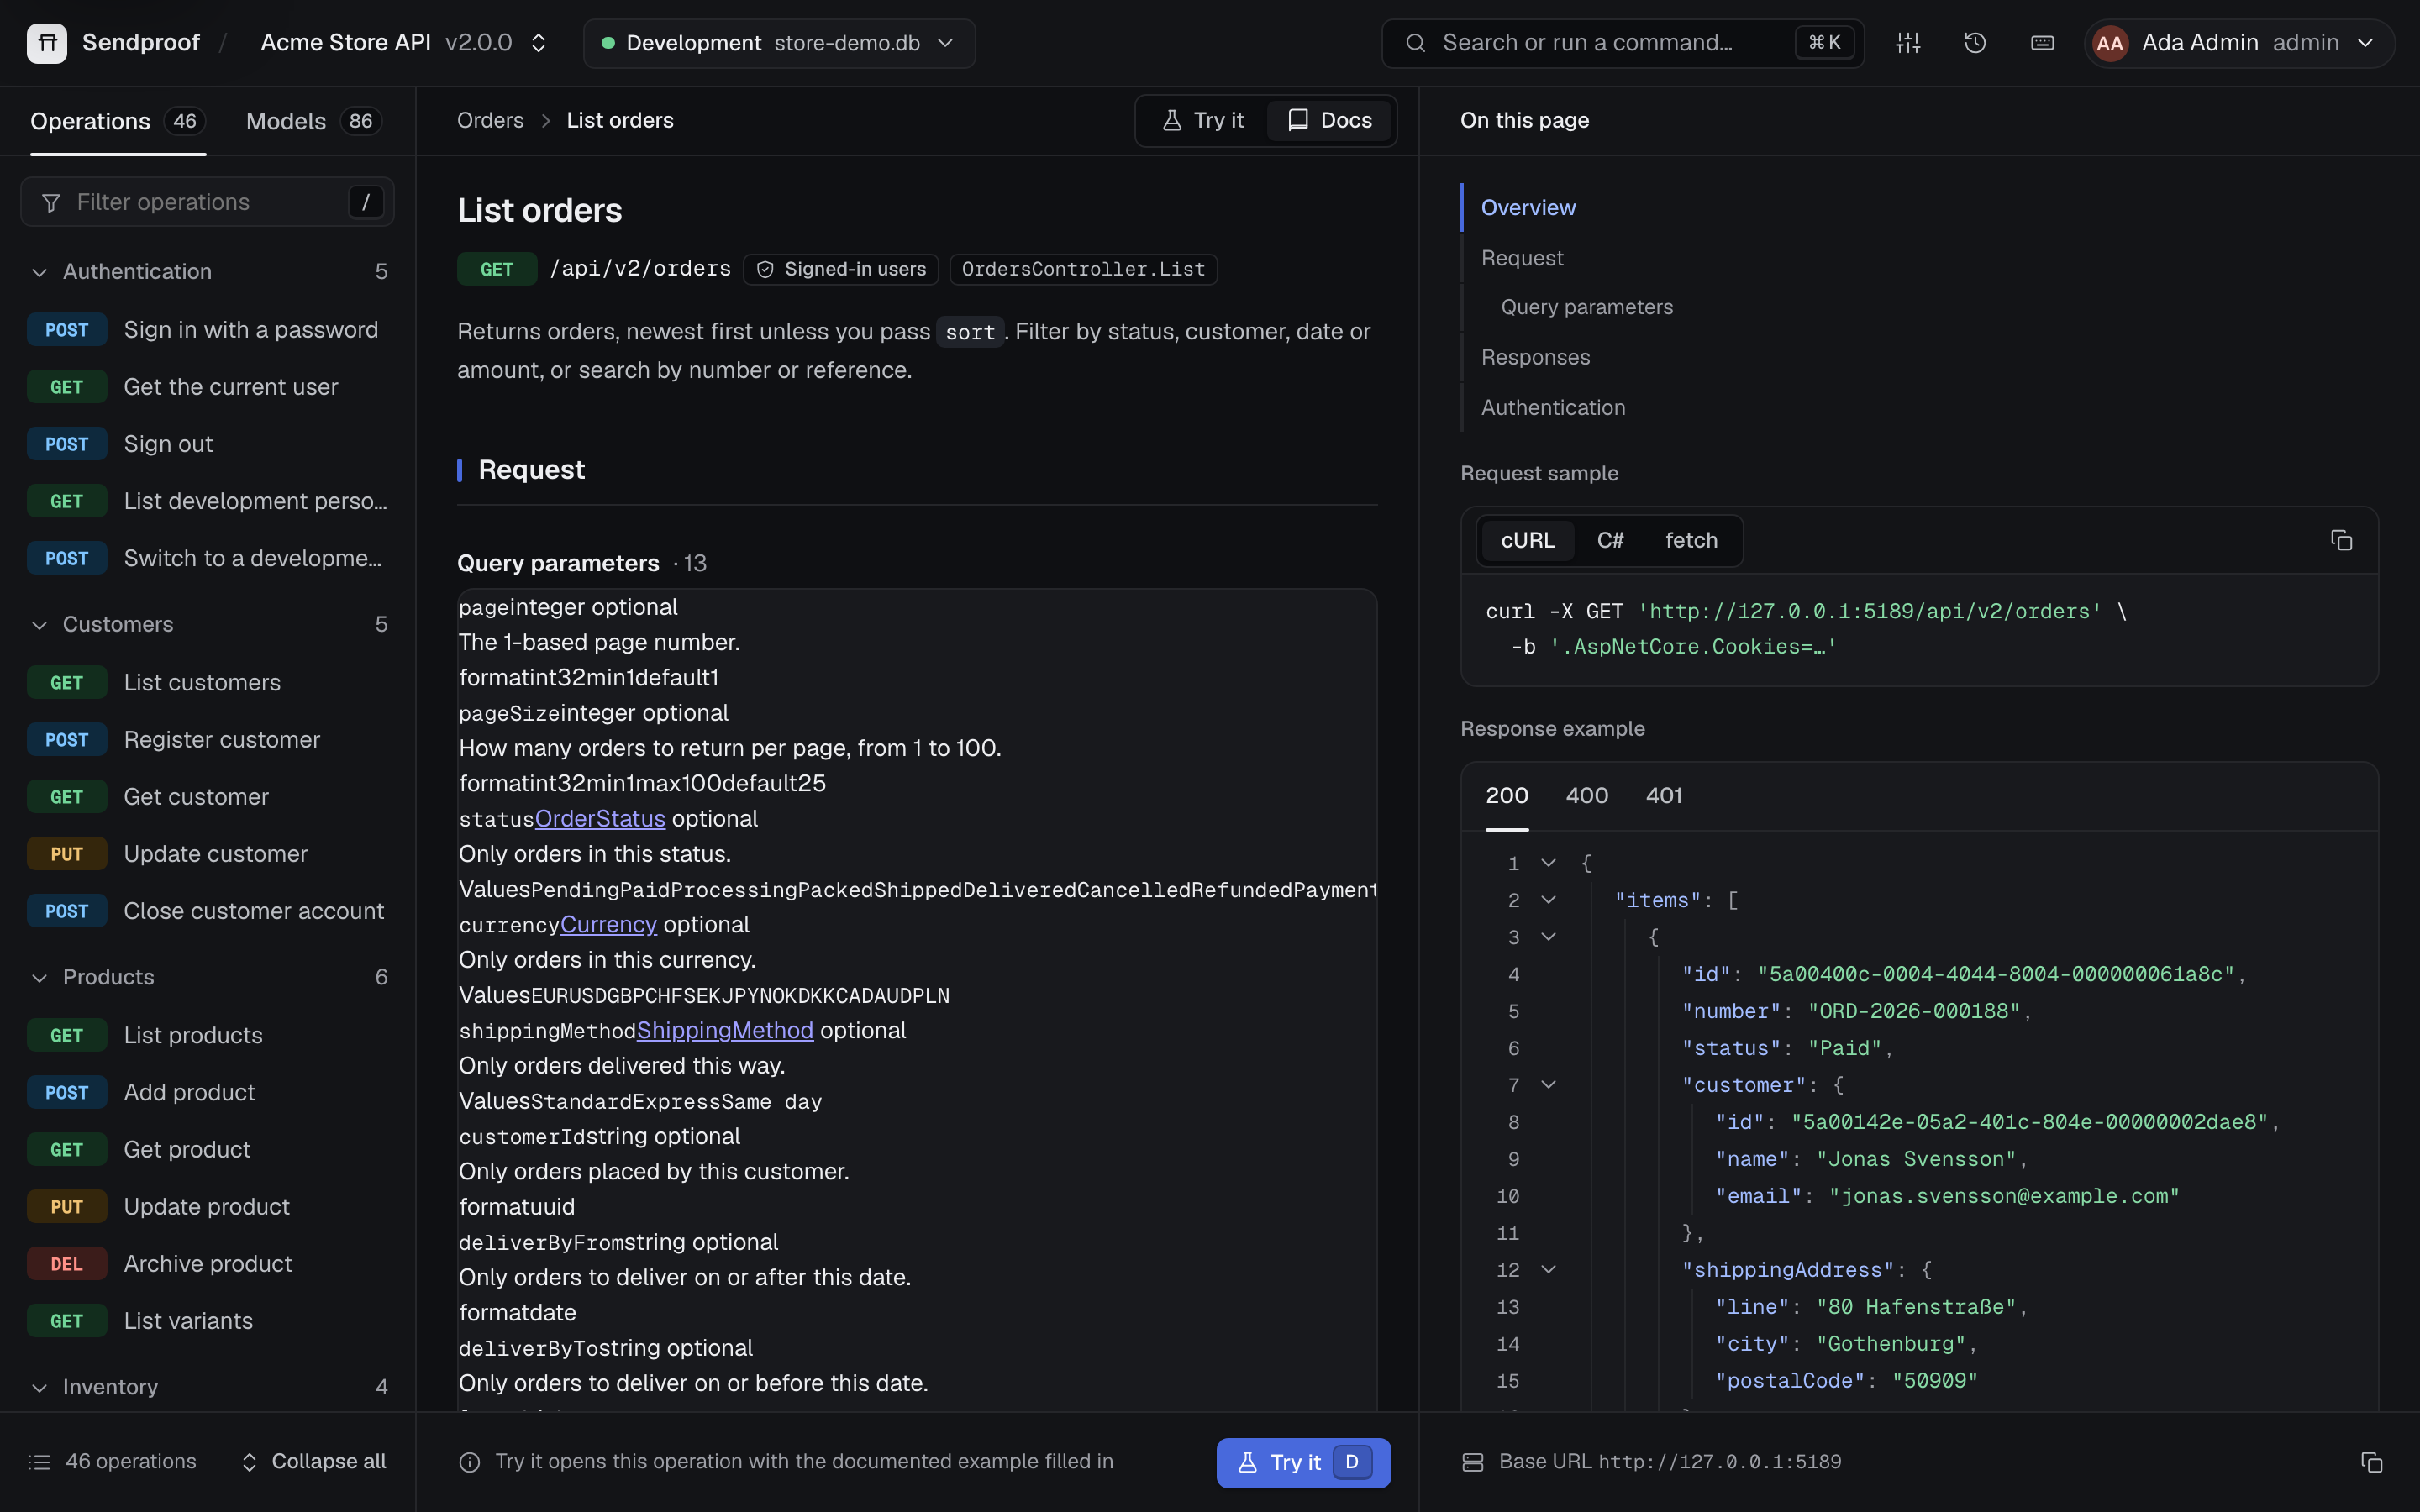 Sendproof / Acme Store API v2.0.0
Development store-demo.db
Search or run a command... ⌘K
AA Ada Admin admin
Operations 46 Models 86
Filter operations /
Authentication 5
POST Sign in with a password
GET Get the current user
POST Sign out
GET List development perso...
POST Switch to a developme...
Customers 5
GET List customers
POST Register customer
GET Get customer
PUT Update customer
POST Close customer account
Products 6
GET List products
POST Add product
GET Get product
PUT Update product
DEL Archive product
GET List variants
Inventory 4
46 operations Collapse all
Orders > List orders
Try it Docs
List orders
GET /api/v2/orders Signed-in users OrdersController.List
Returns orders, newest first unless you pass sort. Filter by status, customer, date or
amount, or search by number or reference.
Request
Query parameters · 13
pageinteger optional
The 1-based page number.
formatint32min1default1
pageSizeinteger optional
How many orders to return per page, from 1 to 100.
formatint32min1max100default25
statusOrderStatus optional
Only orders in this status.
ValuesPendingPaidProcessingPackedShippedDeliveredCancelledRefundedPayment
currencyCurrency optional
Only orders in this currency.
ValuesEURUSDGBPCHFSEKJPYNOKDKKCADAUDPLN
shippingMethodShippingMethod optional
Only orders delivered this way.
ValuesStandardExpressSame day
customerIdstring optional
Only orders placed by this customer.
formatuuid
deliverByFromstring optional
Only orders to deliver on or after this date.
formatdate
deliverByTostring optional
Only orders to deliver on or before this date.
Try it opens this operation with the documented example filled in
Try it D
On this page
Overview
Request
Query parameters
Responses
Authentication
Request sample
cURL C# fetch
curl -X GET 'http://127.0.0.1:5189/api/v2/orders' \
-b '.AspNetCore.Cookies=…'
Response example
200 400 401
1 {
2 "items": [
3 {
4 "id": "5a00400c-0004-4044-8004-000000061a8c",
5 "number": "ORD-2026-000188",
6 "status": "Paid",
7 "customer": {
8 "id": "5a00142e-05a2-401c-804e-00000002dae8",
9 "name": "Jonas Svensson",
10 "email": "jonas.svensson@example.com"
11 },
12 "shippingAddress": {
13 "line": "80 Hafenstraße",
14 "city": "Gothenburg",
15 "postalCode": "50909"
Base URL http://127.0.0.1:5189